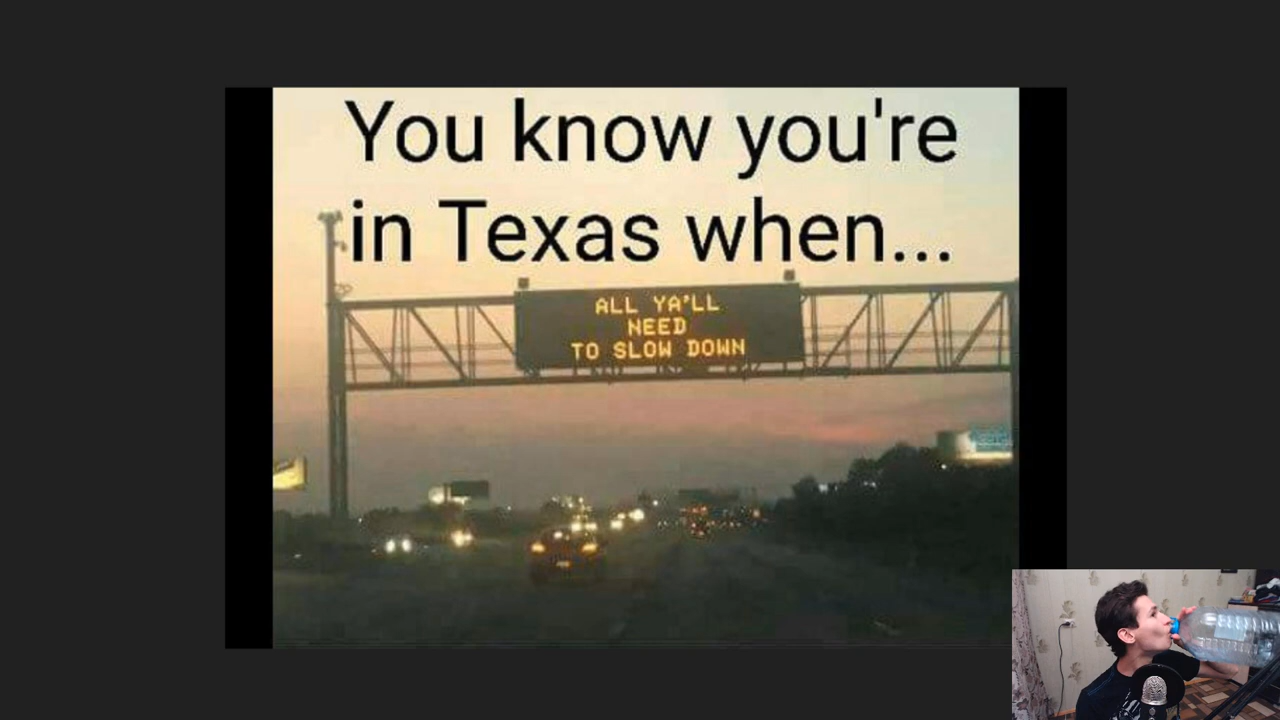 You know you're
in Texas when...
ALL YA'LL
NEED
TO SLOW DOWN